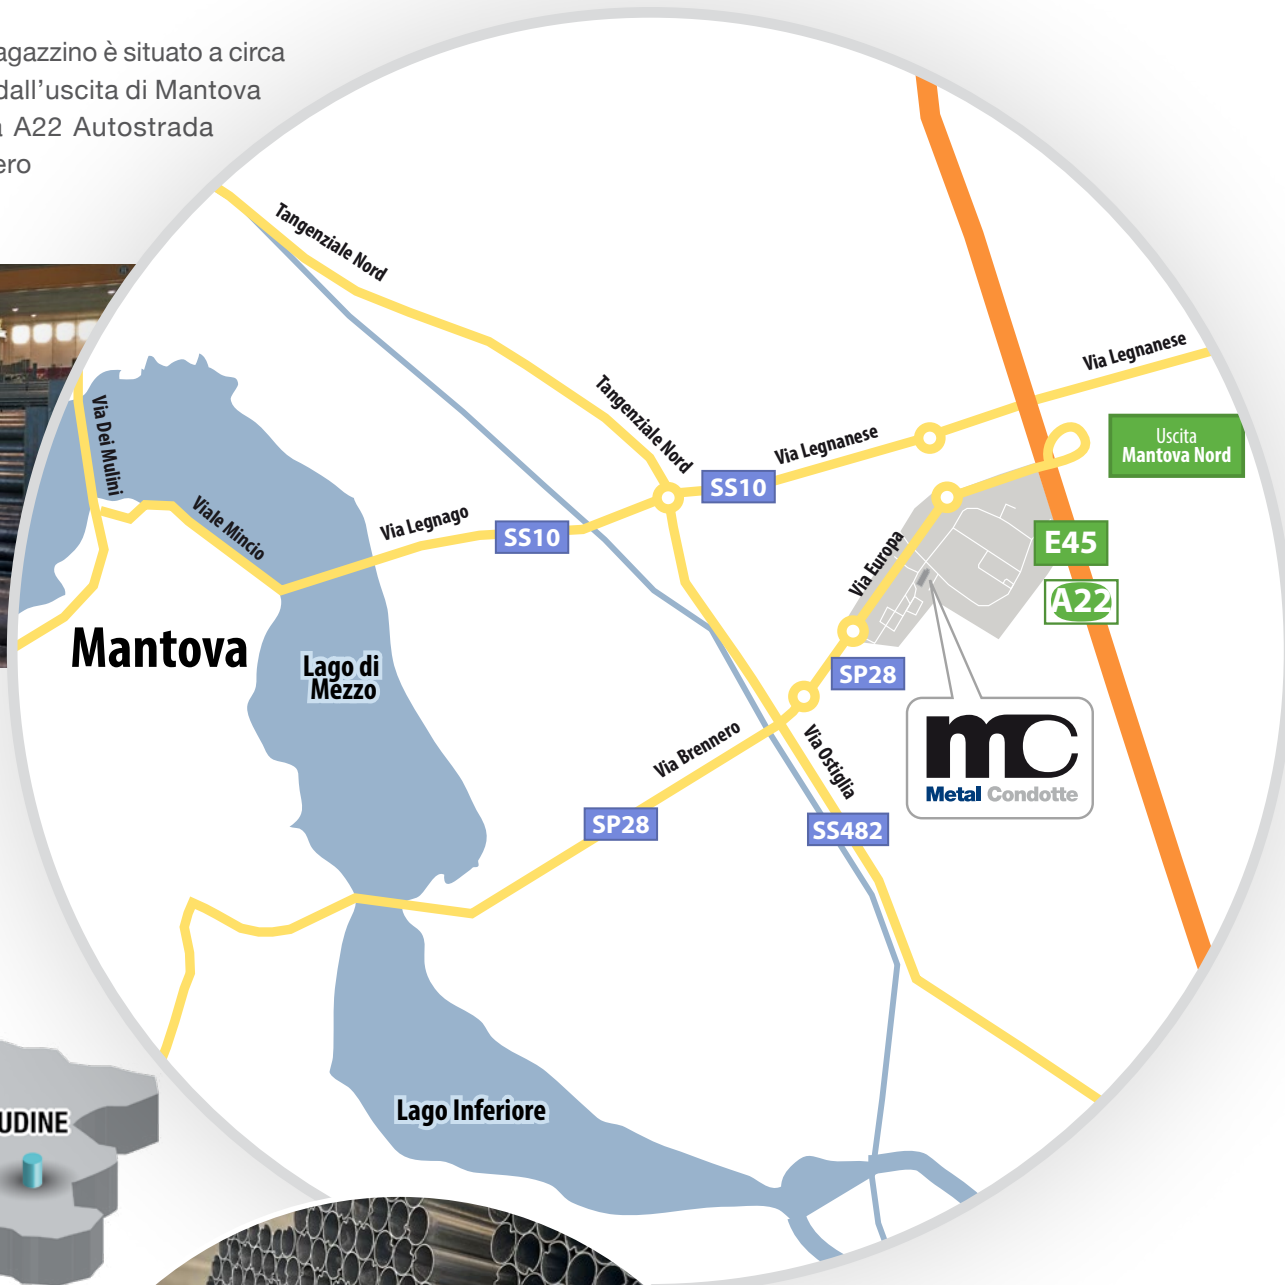 agazzino è situato a circa
dall'uscita di Mantova
A22 Autostrada
ero
Tangenziale Nord
Tangenziale Nord
Via Legnanese
Via Legnanese
Uscita
Mantova Nord
Via Dei Mulini
Viale Mincio
Via Legnago
SS10
SS10
E45
A22
Via Europa
Mantova
Lago di
Mezzo
SP28
mc
Metal Condotte
Via Brennero
Via Ostiglia
SP28
SS482
Lago Inferiore
UDINE